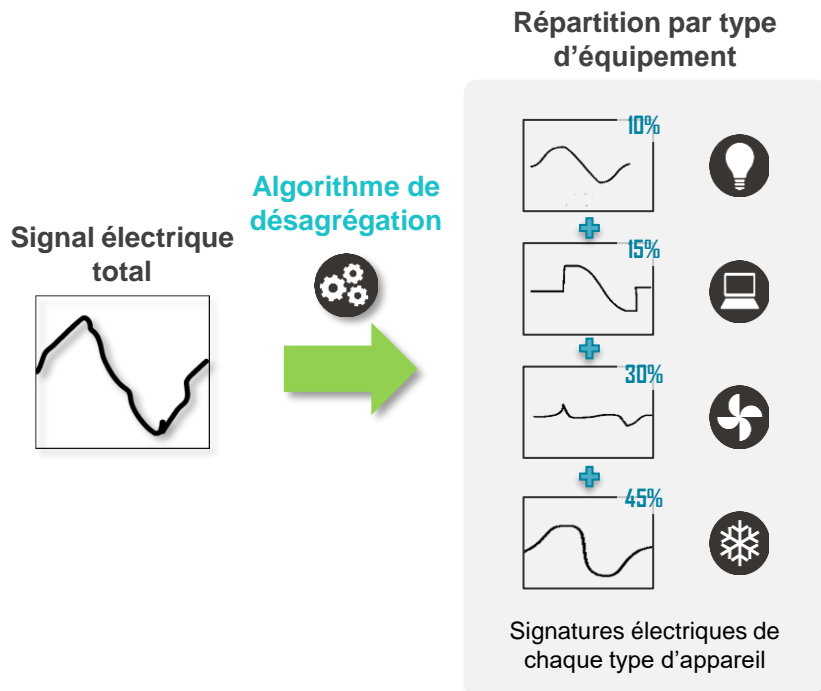 Répartition par type
d'équipement
Algorithme de
désagrégation
Signal électrique
total
10%
15%
30%
45%
Signatures électriques de
chaque type d'appareil